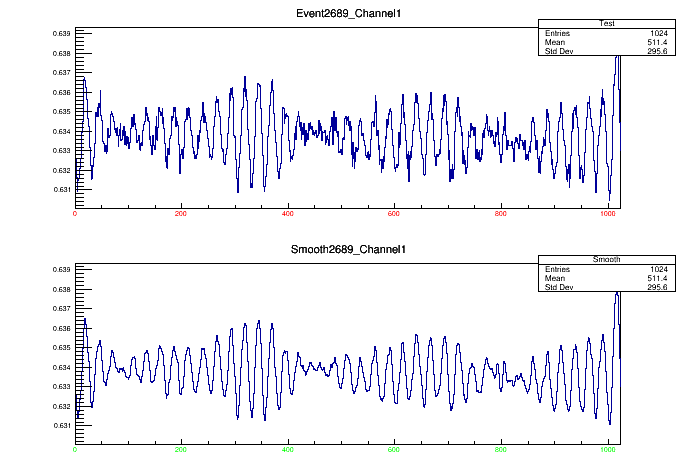 Event2689_Channel1
Test
Entries 1024
Mean 511.4
Std Dev 295.6
0.639
0.638
0.637
0.636
0.635
0.634
0.633
0.632
0.631
0 200 400 600 800 1000
Smooth2689_Channel1
Smooth
Entries 1024
Mean 511.4
Std Dev 295.6
0.639
0.638
0.637
0.636
0.635
0.634
0.633
0.632
0.631
0 200 400 600 800 1000